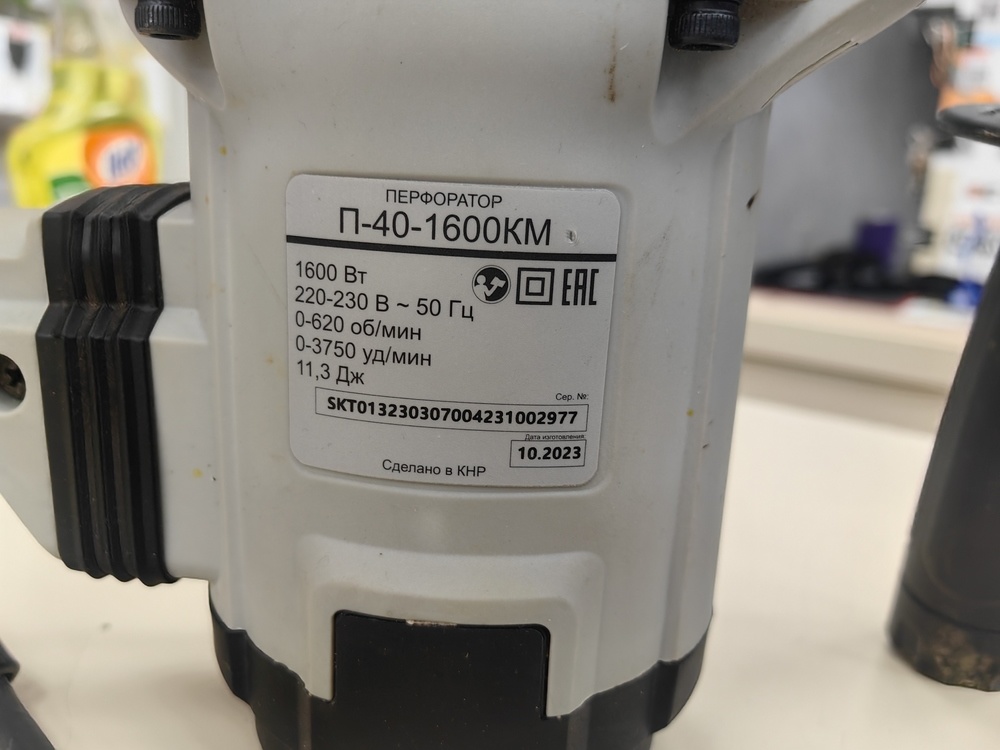 ПЕРФОРАТОР
П-40-1600КМ
1600 Вт
220-230 В ~ 50 Гц
0-620 об/мин
0-3750 уд/мин
11,3 Дж
EAC
Сер. №:
SKT013230307004231002977
Дата изготовления:
10.2023
Сделано в КНР